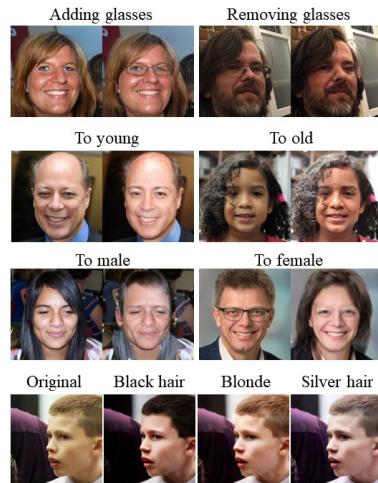 Adding glasses Removing glasses
To young To old
To male To female
Original Black hair Blonde Silver hair